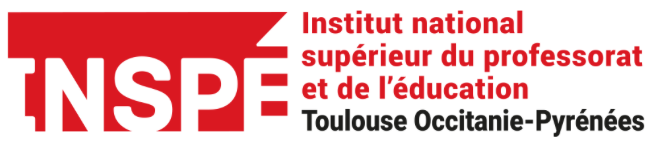 INSPÉ
Institut national
supérieur du professorat
et de l’éducation
Toulouse Occitanie-Pyrénées